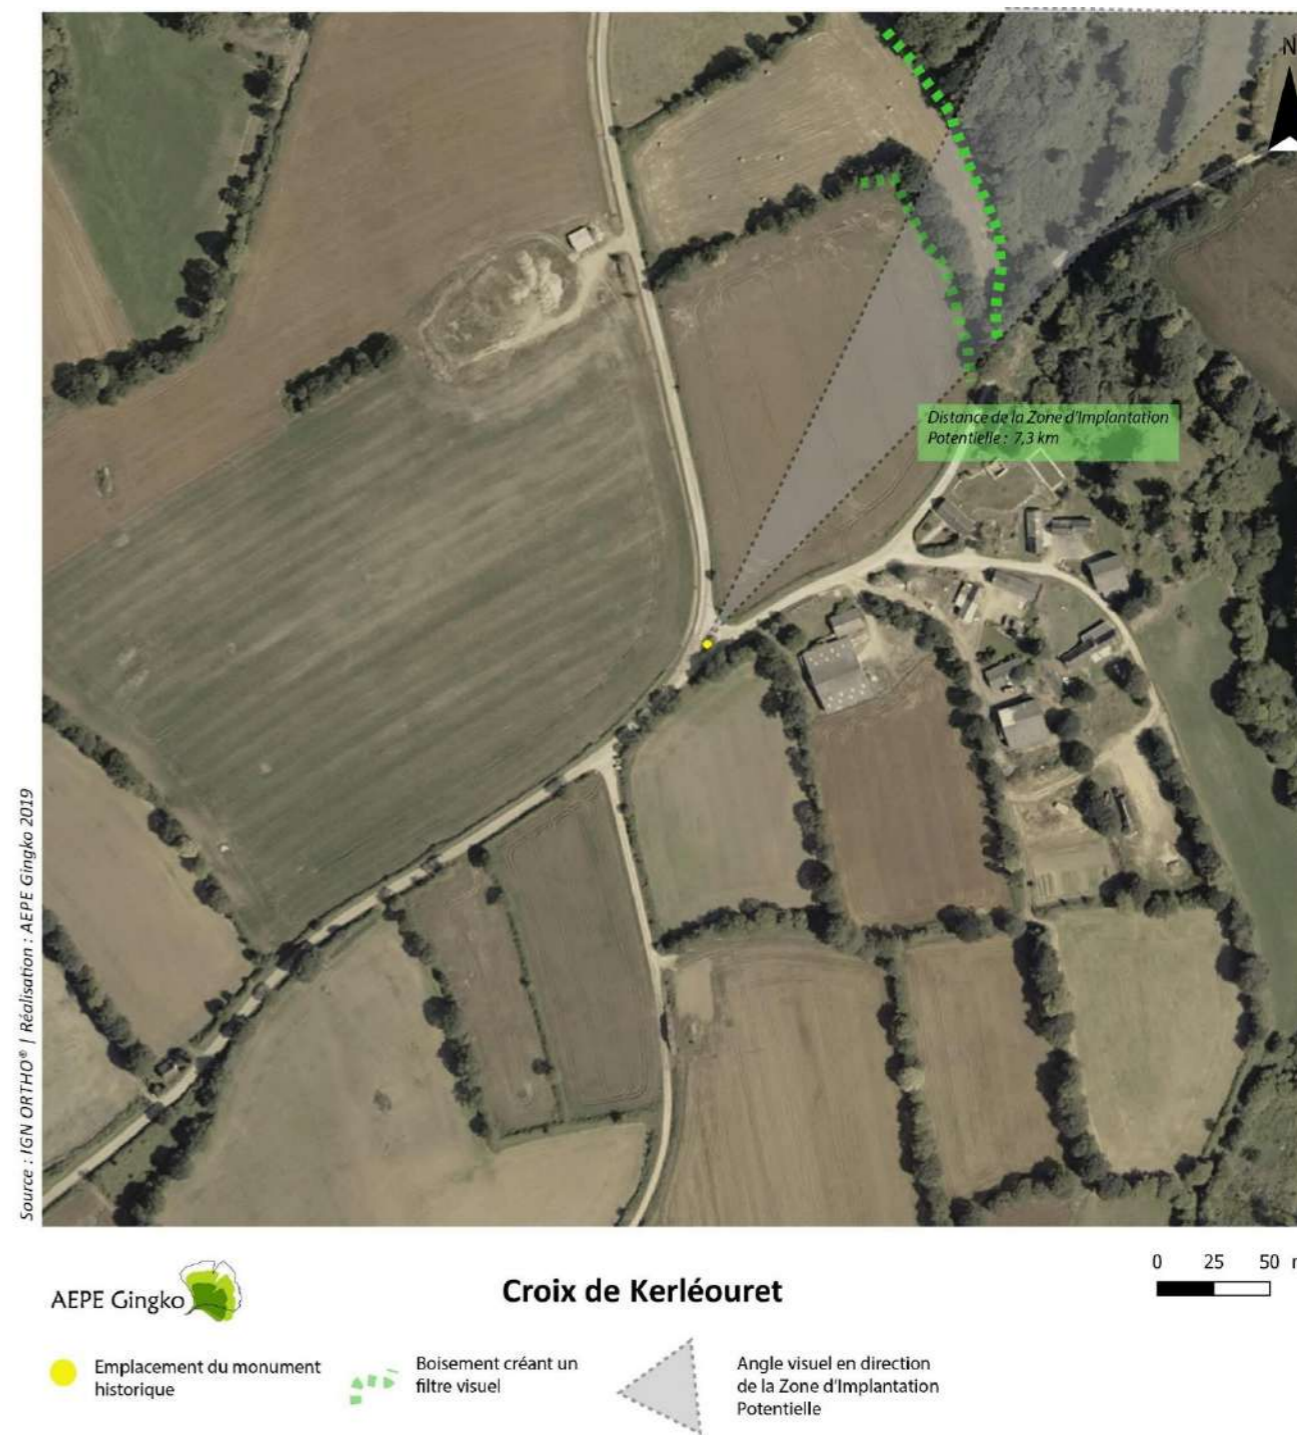 N
Distance de la Zone d'Implantation
Potentielle : 7,3 km
Source : IGN ORTHO® | Réalisation : AEPE Gingko 2019
0 25 50
AEPE Gingko
Croix de Kerléouret
Emplacement du monument
historique
Boisement créant un
filtre visuel
Angle visuel en direction
de la Zone d'Implantation
Potentielle